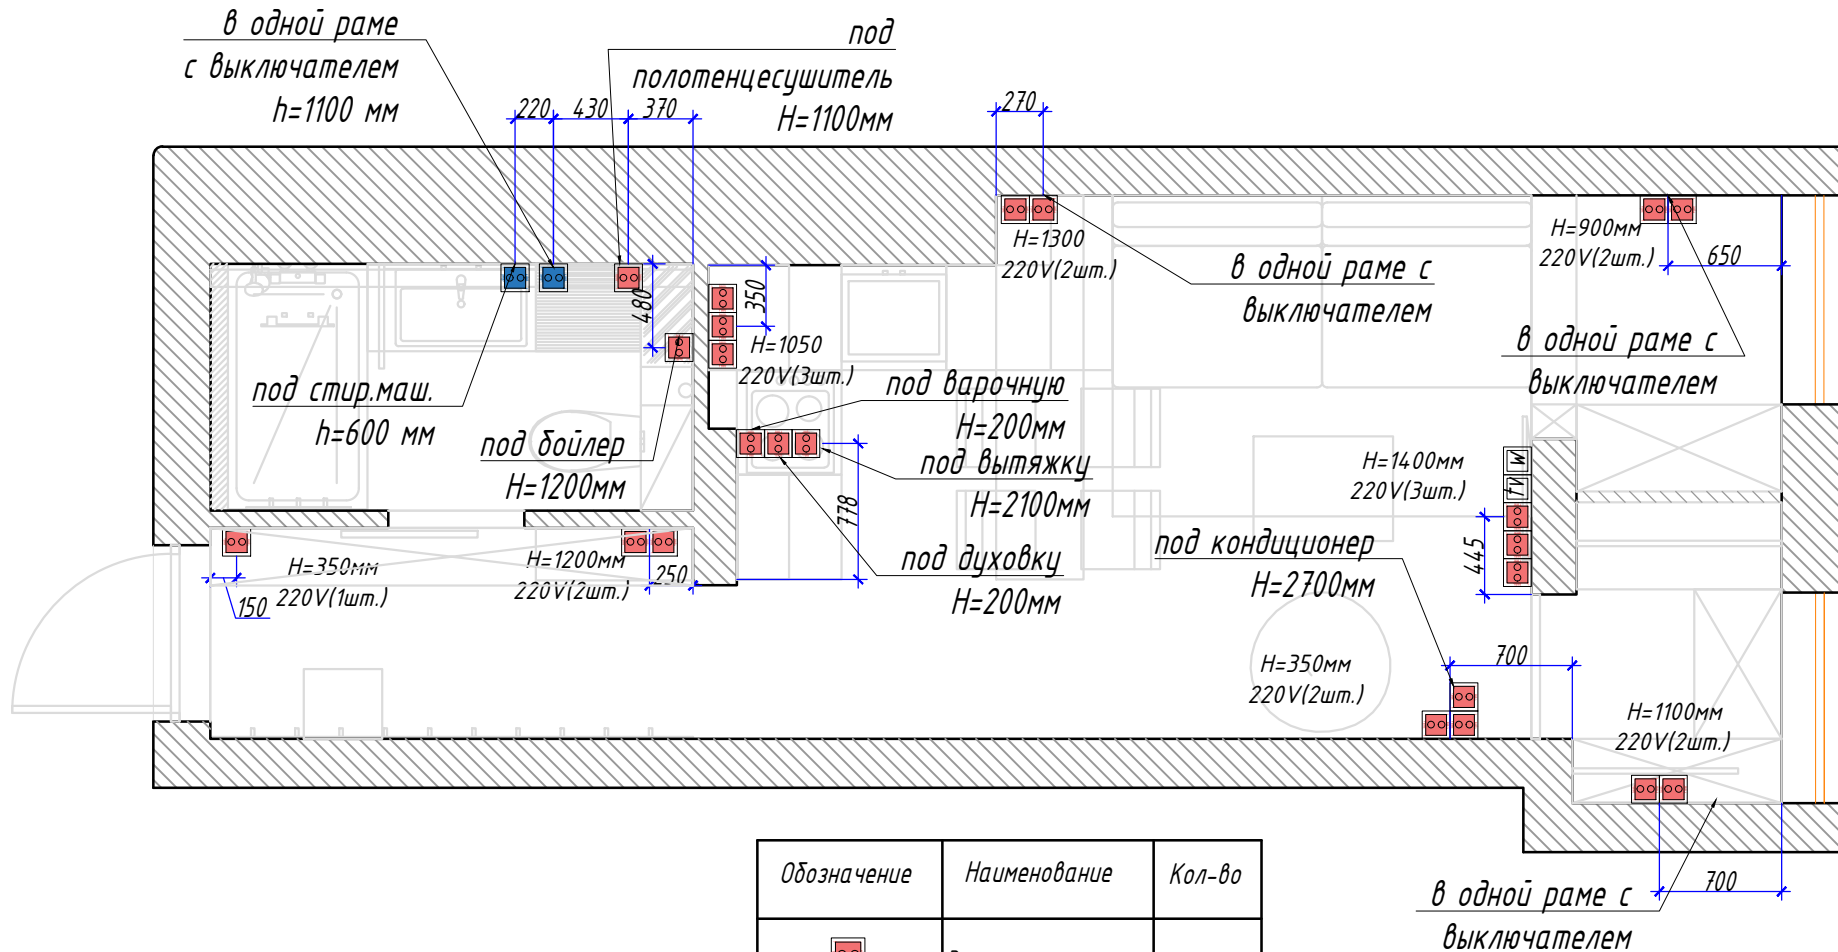 в одной раме
с выключателем
h=1100 мм
под
полотенцесушитель
H=1100мм
220
430
370
270
H=1300
220V(2шт.)
в одной раме с
выключателем
H=900мм
220V(2шт.)
650
в одной раме с
выключателем
480
350
H=1050
220V(3шт.)
под стир.маш.
h=600 мм
под бойлер
H=1200мм
под варочную
H=200мм
под вытяжку
H=2100мм
под духовку
H=200мм
778
H=1400мм
220V(3шт.)
W
tv
445
под кондиционер
H=2700мм
H=350мм
220V(1шт.)
150
H=1200мм
220V(2шт.)
250
H=350мм
220V(2шт.)
700
H=1100мм
220V(2шт.)
700
в одной раме с
выключателем
Обозначение
Наименование
Кол-во